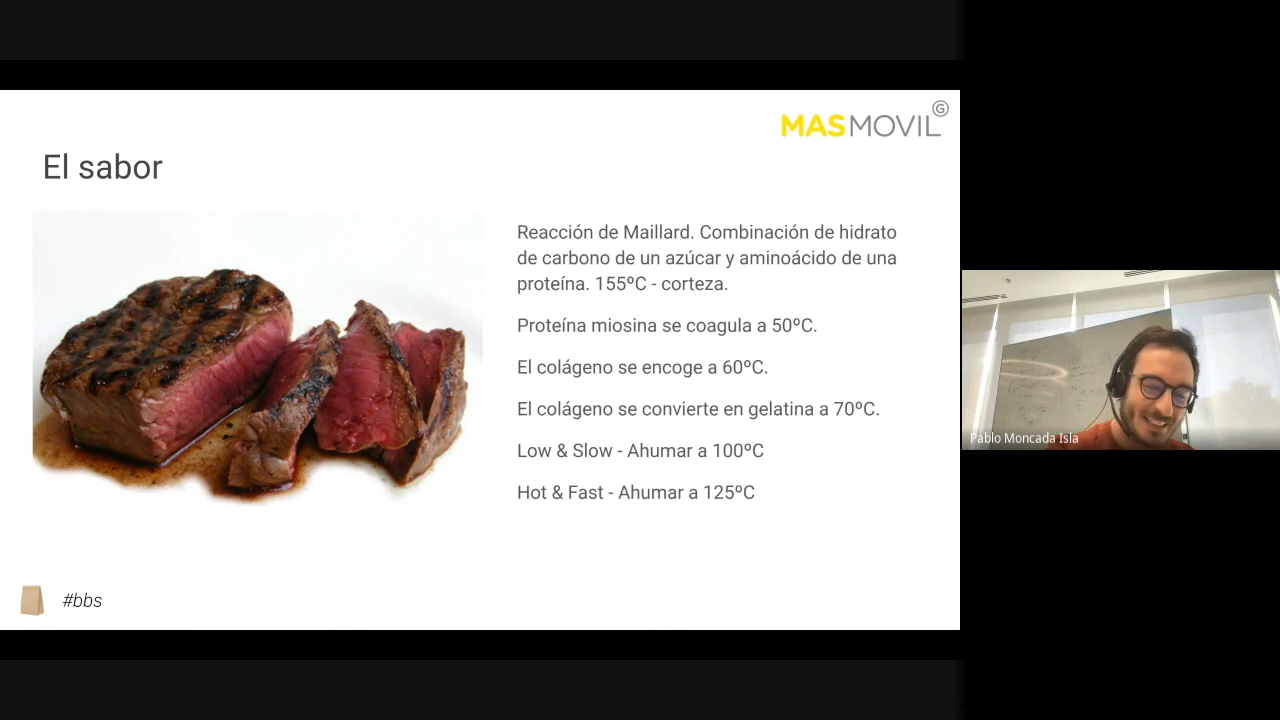 MASMOVIL G
El sabor
Reacción de Maillard. Combinación de hidrato
de carbono de un azúcar y aminoácido de una
proteína. 155ºC - corteza.
Proteína miosina se coagula a 50ºC.
El colágeno se encoge a 60ºC.
El colágeno se convierte en gelatina a 70ºC.
Low & Slow - Ahumar a 100ºC
Hot & Fast - Ahumar a 125ºC
Pablo Moncada Isla
#bbs